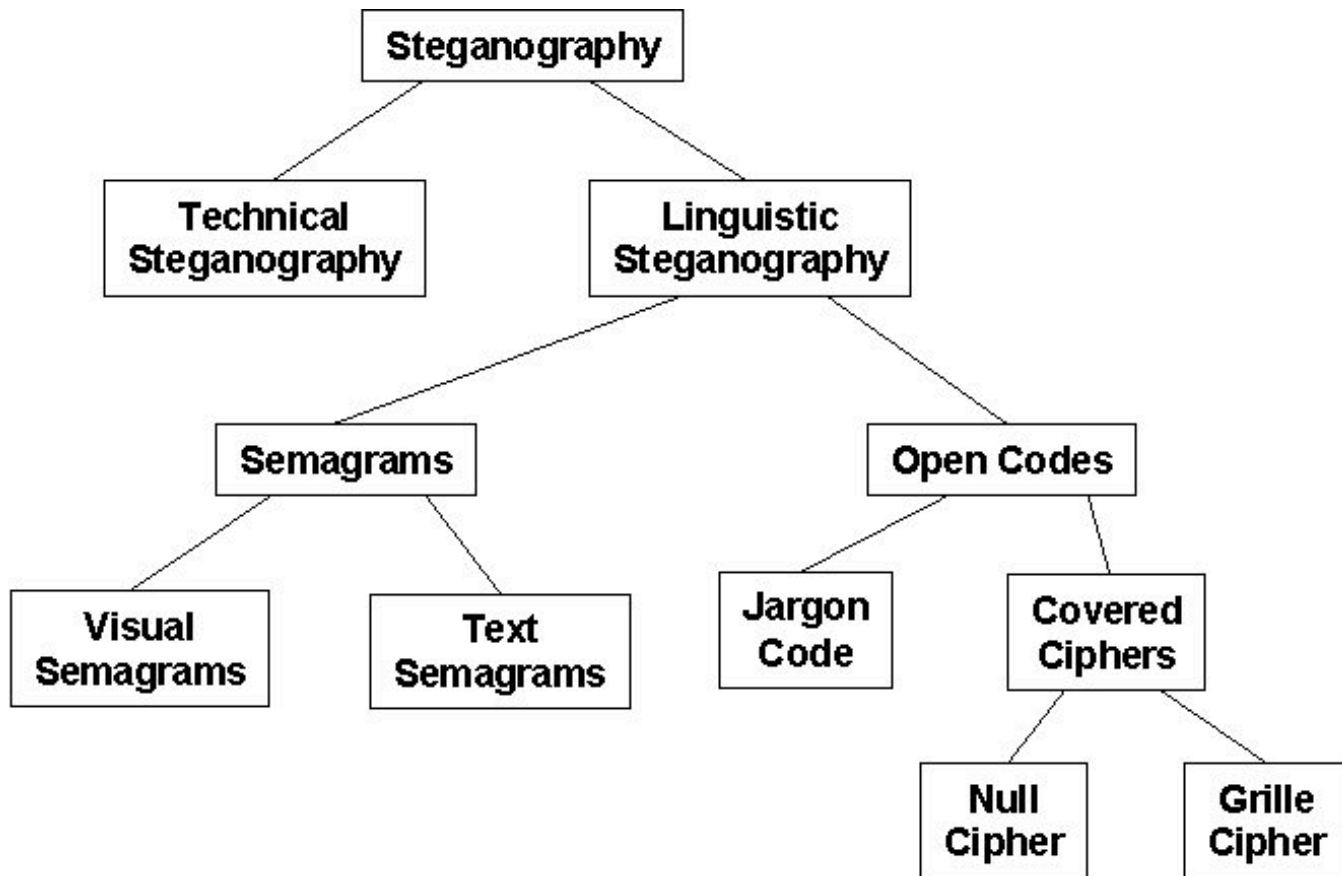 Steganography
Technical
Steganography
Linguistic
Steganography
Semagrams
Open Codes
Visual
Semagrams
Text
Semagrams
Jargon
Code
Covered
Ciphers
Null
Cipher
Grille
Cipher